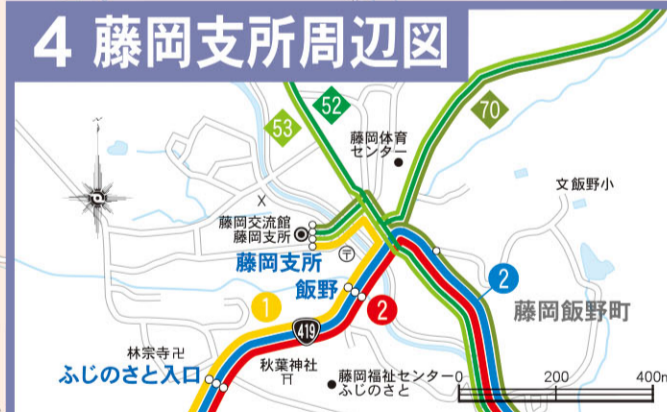 4 藤岡支所周辺図
52
53
70
藤岡体育
センター
文飯野小
藤岡交流館
藤岡支所
藤岡支所
飯野
2
1
2
藤岡飯野町
419
林宗寺
秋葉神社
ふじのさと入口
藤岡福祉センター
ふじのさと
0 200 400m